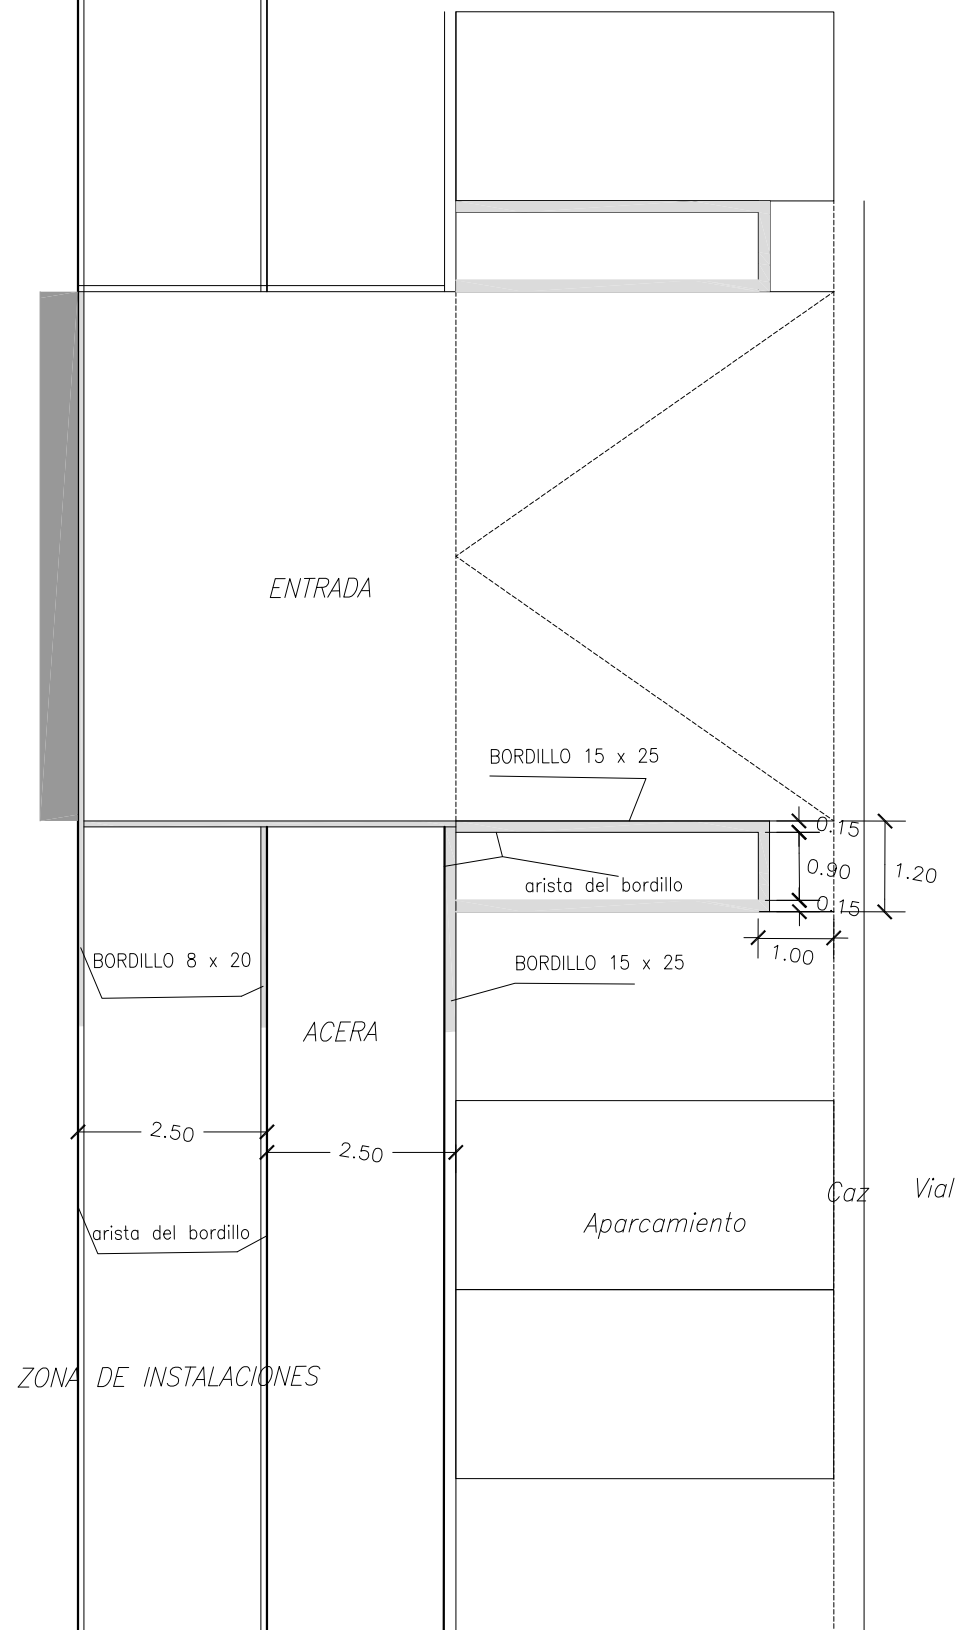 ENTRADA
BORDILLO 15 x 25
0.15
0.90
1.20
arista del bordillo
0.15
1.00
BORDILLO 8 x 20
BORDILLO 15 x 25
ACERA
2.50
2.50
Caz
Vial
Aparcamiento
arista del bordillo
ZONA DE INSTALACIONES